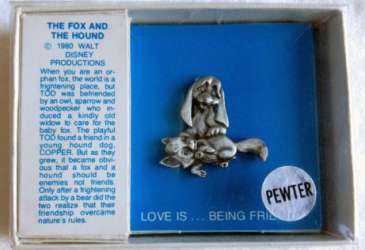 THE FOX AND
THE HOUND
© 1980 WALT
DISNEY
PRODUCTIONS
When you are an or-
phan fox, the world is a
frightening place, but
TOD was befriended
by an owl, sparrow and
woodpecker who in-
duced a kindly old
widow to care for the
baby fox. The playful
TOD found a friend in a
young hound dog,
COPPER. But as they
grew, it became obvi-
ous that a fox and a
hound should be
enemies not friends.
Only after a frightening
attack by a bear did the
two realize that their
friendship overcame
nature's rules.
PEWTER
LOVE IS ... BEING FRIE